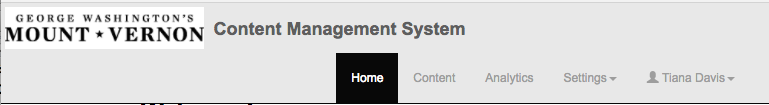 GEORGE WASHINGTON'S
MOUNT ★ VERNON
Content Management System
Home Content Analytics Settings Tiana Davis